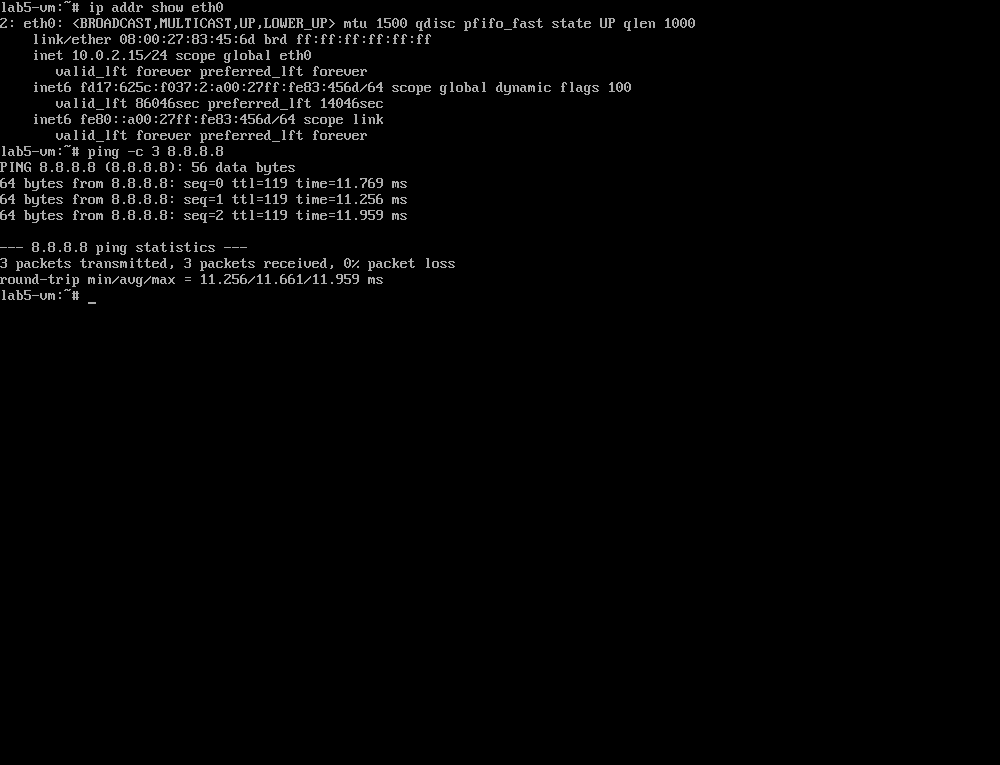 lab5-vm:~# ip addr show eth0
2: eth0: <BROADCAST,MULTICAST,UP,LOWER_UP> mtu 1500 qdisc pfifo_fast state UP qlen 1000
    link/ether 08:00:27:83:45:6d brd ff:ff:ff:ff:ff:ff
    inet 10.0.2.15/24 scope global eth0
       valid_lft forever preferred_lft forever
    inet6 fd17:625c:f037:2:a00:27ff:fe83:456d/64 scope global dynamic flags 100
       valid_lft 86046sec preferred_lft 14046sec
    inet6 fe80::a00:27ff:fe83:456d/64 scope link
       valid_lft forever preferred_lft forever
lab5-vm:~# ping -c 3 8.8.8.8
PING 8.8.8.8 (8.8.8.8): 56 data bytes
64 bytes from 8.8.8.8: seq=0 ttl=119 time=11.769 ms
64 bytes from 8.8.8.8: seq=1 ttl=119 time=11.256 ms
64 bytes from 8.8.8.8: seq=2 ttl=119 time=11.959 ms

--- 8.8.8.8 ping statistics ---
3 packets transmitted, 3 packets received, 0% packet loss
round-trip min/avg/max = 11.256/11.661/11.959 ms
lab5-vm:~# _